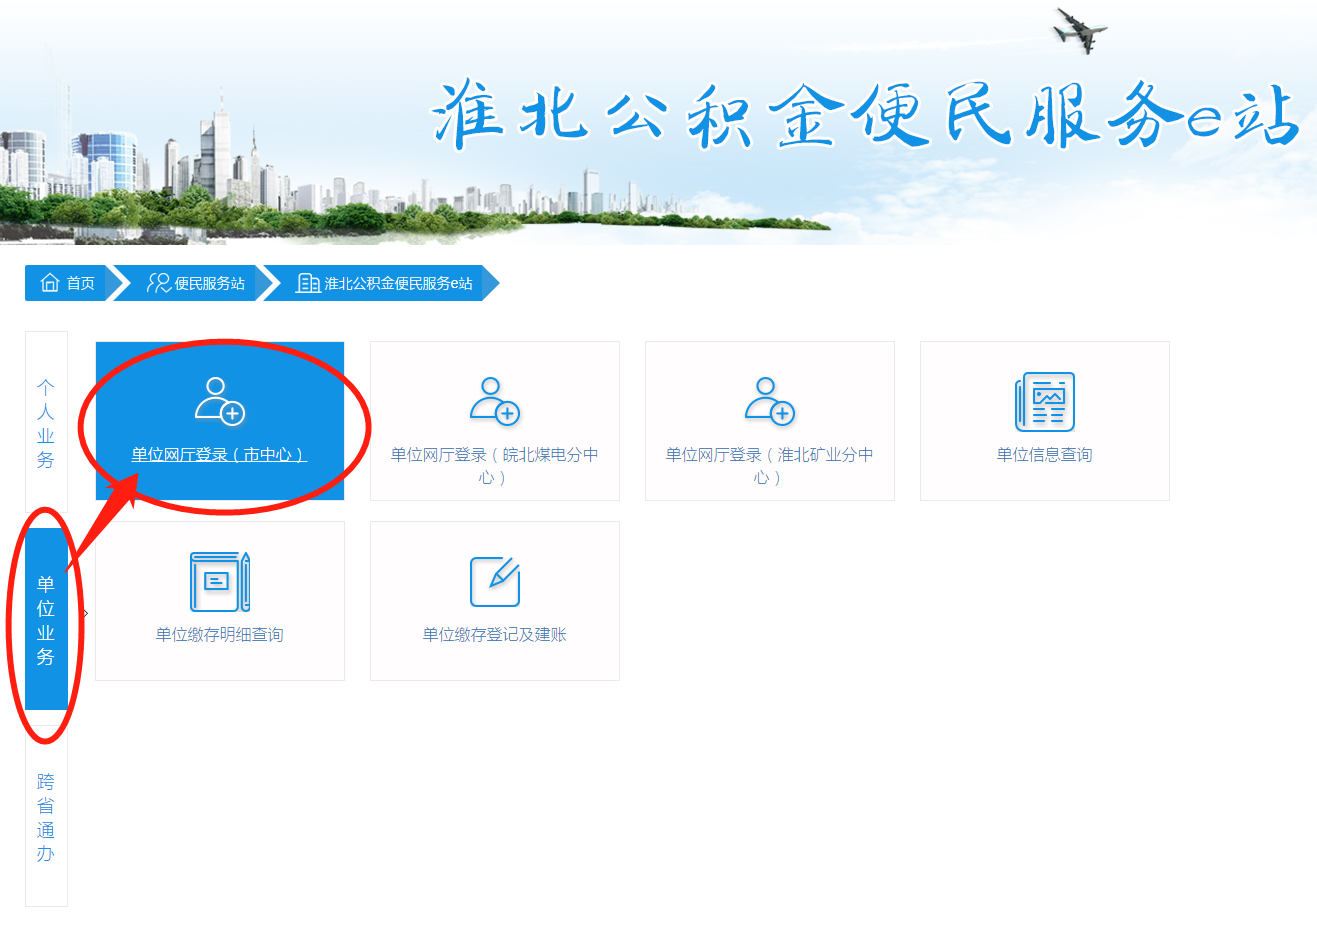 淮北公积金便民服务e站
首页
便民服务站
淮北公积金便民服务e站
个人业务
单位业务
跨省通办
单位网厅登录（市中心）
单位网厅登录（皖北煤电分中
心）
单位网厅登录（淮北矿业分中
心）
单位信息查询
单位缴存明细查询
单位缴存登记及建账